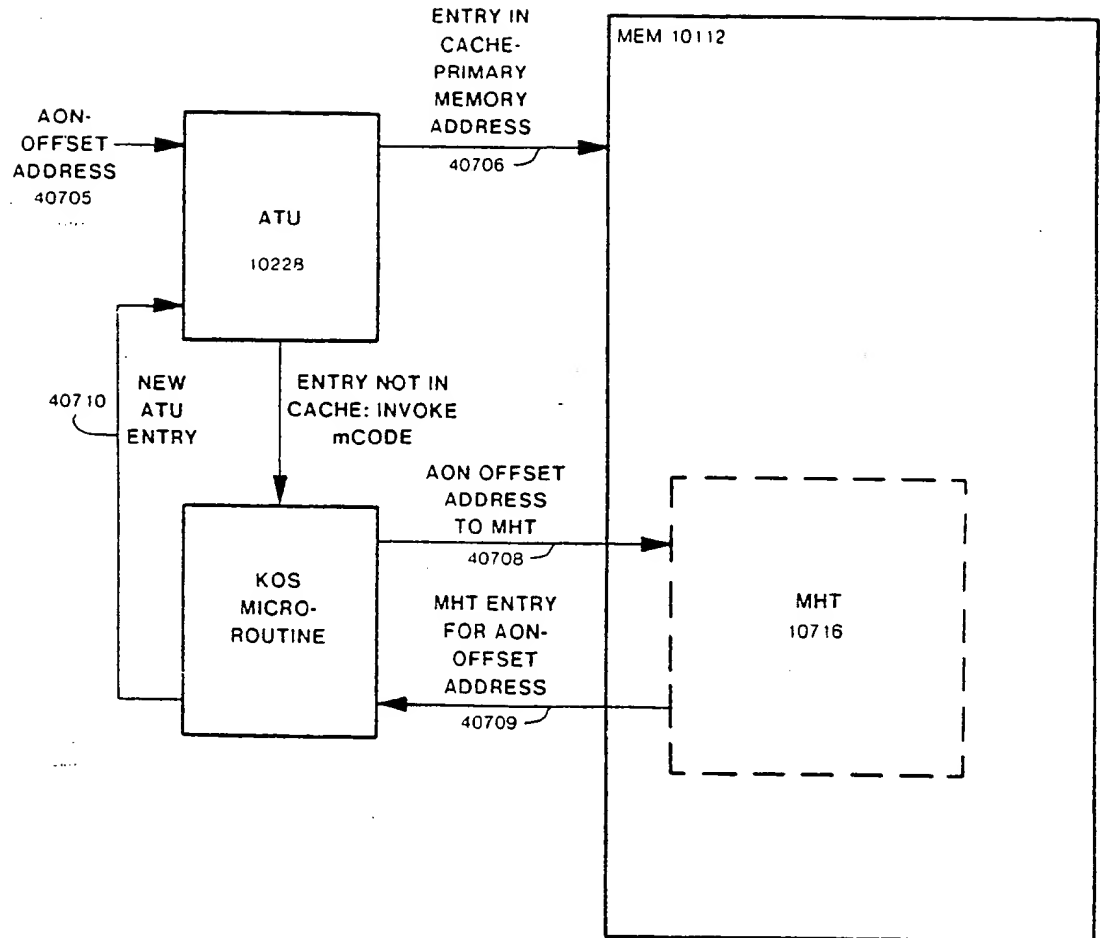 ENTRY IN
CACHE-
PRIMARY
MEMORY
ADDRESS
40706
MEM 10112
AON-
OFFSET
ADDRESS
40705
ATU
10228
40710
NEW
ATU
ENTRY
ENTRY NOT IN
CACHE: INVOKE
mCODE
AON OFFSET
ADDRESS
TO MHT
40708
KOS
MICRO-
ROUTINE
MHT ENTRY
FOR AON-
OFFSET
ADDRESS
40709
MHT
10716